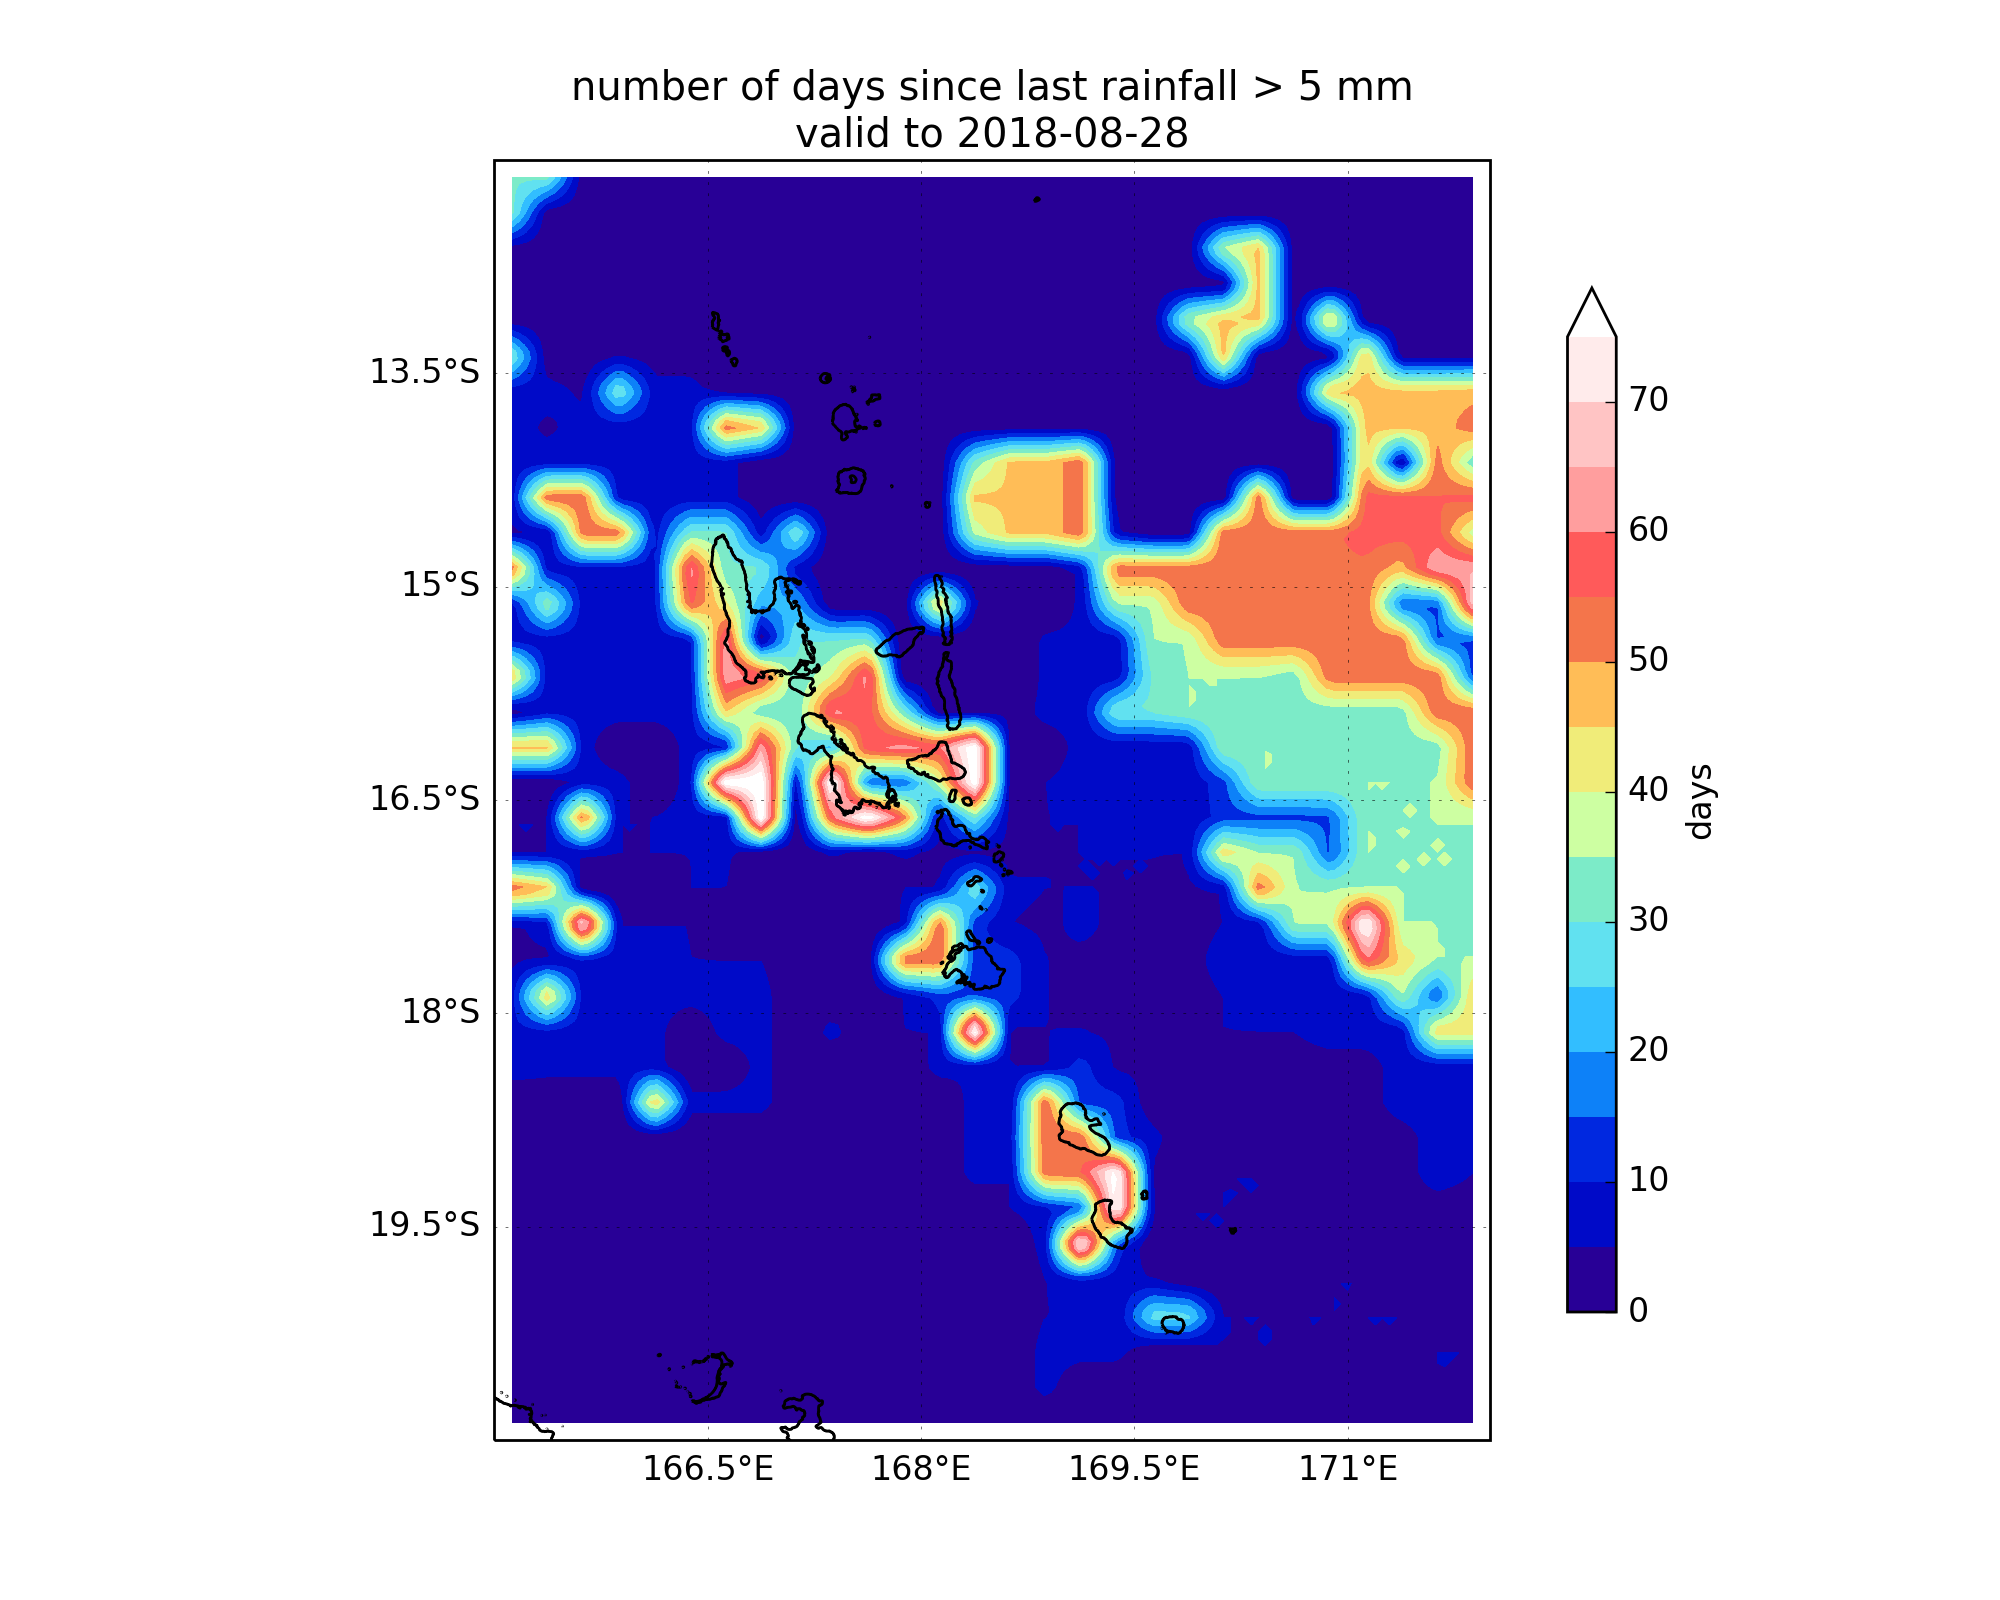 number of days since last rainfall > 5 mm
valid to 2018-08-28
13.5°S
15°S
16.5°S
18°S
19.5°S
166.5°E
168°E
169.5°E
171°E
70
60
50
40
30
20
10
0
days